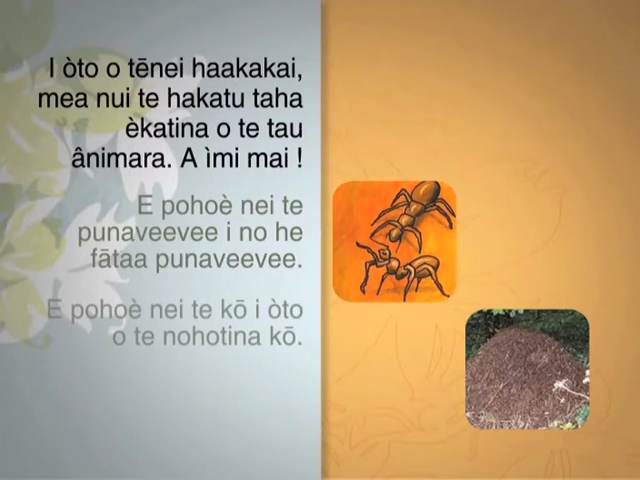 I òto o tēnei haakakai,
mea nui te hakatu taha
èkatina o te tau
ânimara. A ìmi mai !
E pohoè nei te
punaveevee i no he
fātaa punaveevee.
E pohoè nei te kō i òto
o te nohotina kō.